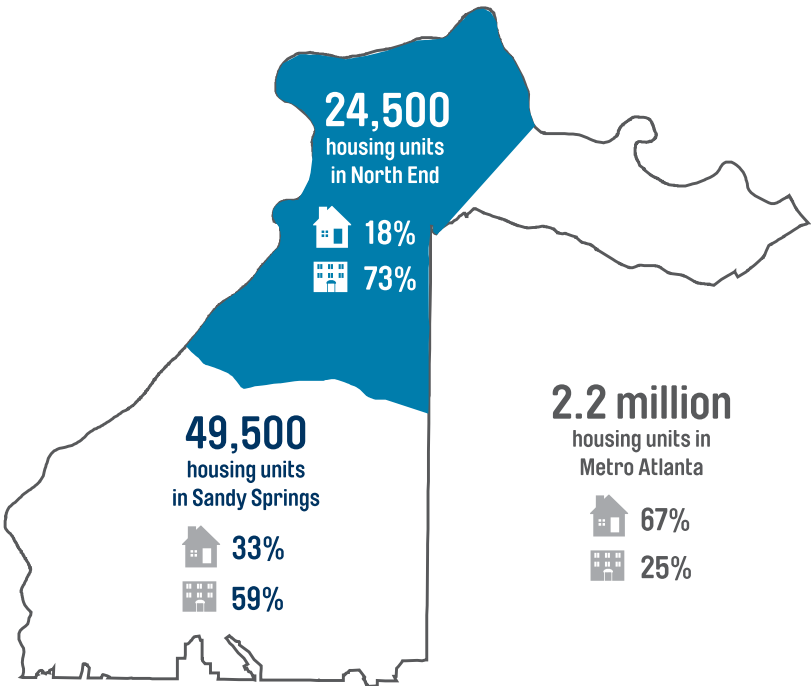 24,500
housing units
in North End
18%
73%
49,500
housing units
in Sandy Springs
33%
59%
2.2 million
housing units in
Metro Atlanta
67%
25%